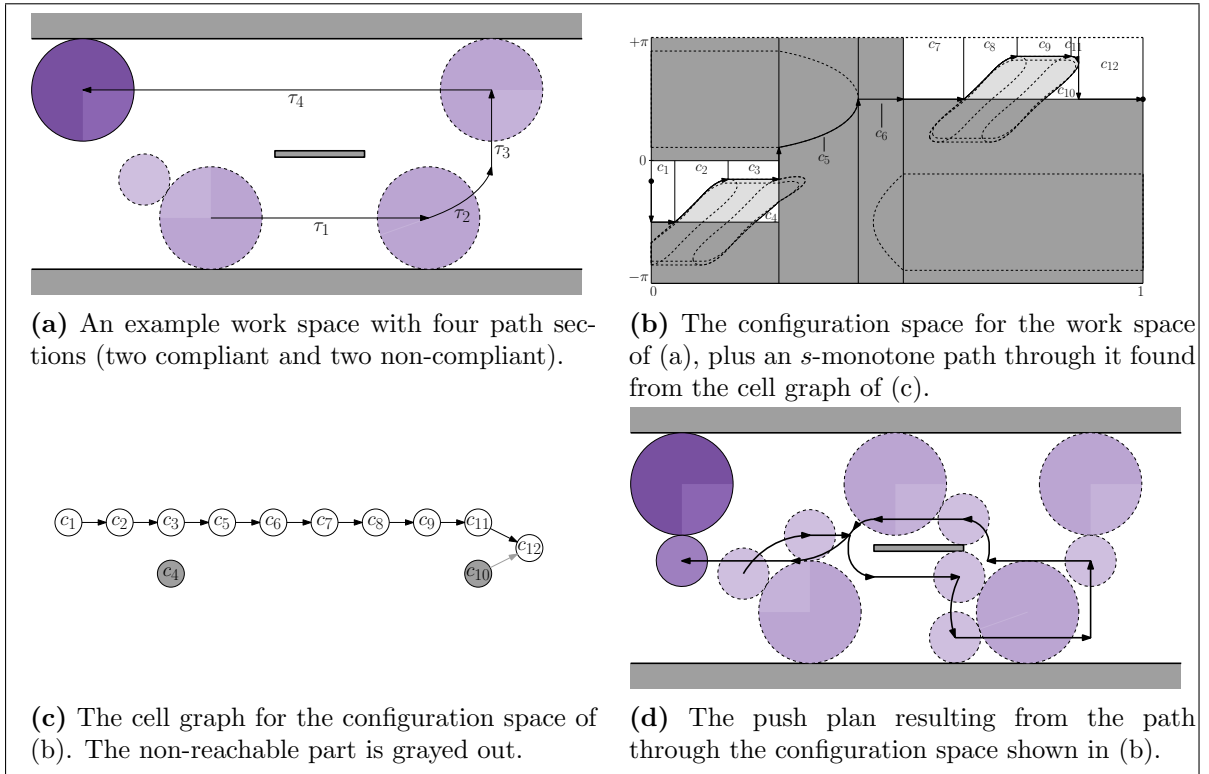 τ4
τ3
τ2
τ1
(a) An example work space with four path sec-
tions (two compliant and two non-compliant).
+π
c7 c8 c9 c11
c12
c10
c6
c5
0
c1 c2 c3
c4
−π
0 1
(b) The configuration space for the work space
of (a), plus an s-monotone path through it found
from the cell graph of (c).
c1 c2 c3 c5 c6 c7 c8 c9 c11
c12
c4 c10
(c) The cell graph for the configuration space of
(b). The non-reachable part is grayed out.
(d) The push plan resulting from the path
through the configuration space shown in (b).